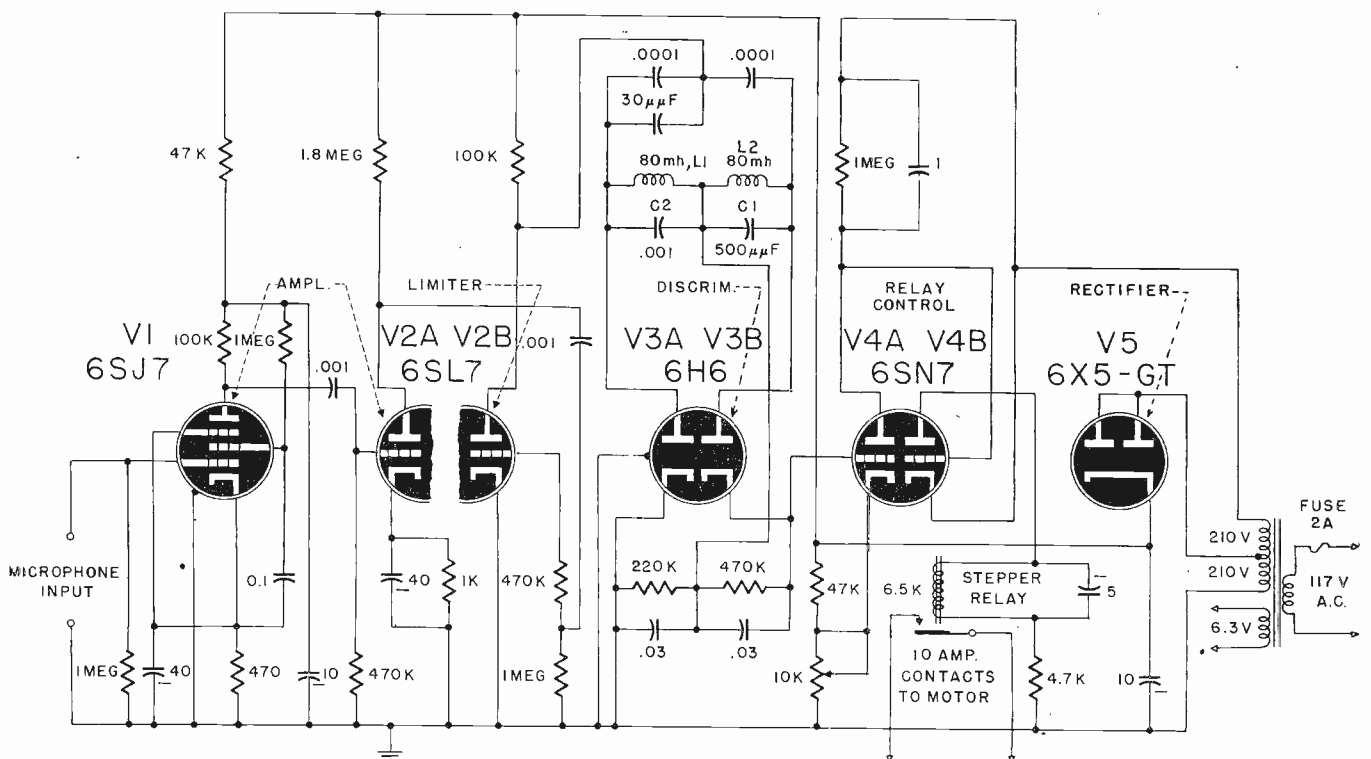 .0001
.0001
30μμF
47K
1.8 MEG
100K
80mh, L1
L2
80mh
1MEG
1
C2
.001
C1
500μμF
AMPL.
LIMITER
DISCRIM.
RELAY
CONTROL
RECTIFIER
V1
6SJ7
100K
1MEG
.001
V2A V2B
6SL7
.001
V3A V3B
6H6
V4A V4B
6SN7
V5
6X5-GT
FUSE
2A
210V
210V
117V
A.C.
6.3V
MICROPHONE
INPUT
0.1
40
1K
470K
220K
470K
47K
6.5K
STEPPER
RELAY
5
.03
.03
1MEG
40
470
10
470K
1MEG
10K
10 AMP.
CONTACTS
TO MOTOR
4.7K
10